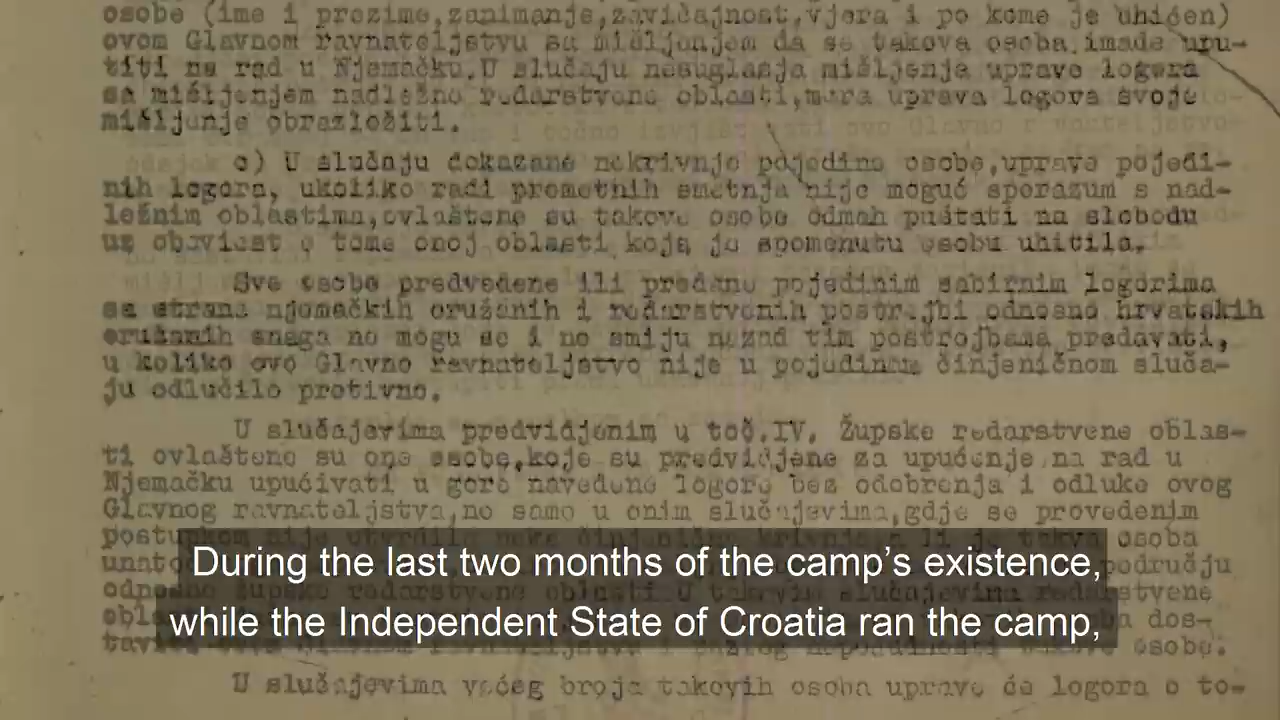 osobe (ime i prezime,zanimanje,zavičajnost,vjera i po kome je uhićen)
ovom Glavnom ravnateljstvu sa mišljenjem da se takova osoba imade upu-
titi na rad u Njemačku.U slučaju nesuglasja mišljenja uprave logora
sa mišljenjem nadležne redarstvene oblasti,mora uprava logora svoje
mišljenje obrazložiti.
c) U slučaju dokazane nekrivnje pojedine osobe,uprave pojedi-
nih logora, ukoliko radi prometnih smetnja nije moguć sporazum s nad-
ležnim oblastima,ovlaštene su takove osobe odmah puštati na slobodu
uz obaviest o tome onoj oblasti koja je spomenutu osobu uhitila.
Sve osobe predvedene ili predane pojedinim sabirnim logorima
sa strane njemačkih oružanih i redarstvenih postrojbi odnosno hrvatskih
oružanih snaga ne mogu se i ne smiju nazad tim postrojbama predavati,
u koliko ovo Glavno ravnateljstvo nije u pojedinom činjeničnom sluča-
ju odlučilo protivno.
U slučajevima predvidjenim u toč.IV. Župske redarstvene oblas-
ti ovlaštene su one osobe,koje su predvidjene za upućenje na rad u
Njemačku upućivati u gore navedene logore bez odobrenja i odluke ovog
Glavnog ravnateljstva,no samo u onim slučajevima,gdje se provedenim
osoba
području
During the last two months of the camp's existence,
while the Independent State of Croatia ran the camp,
dos-
osobe.
U slučajevima većeg broja takovih osoba uprave će logora o to-